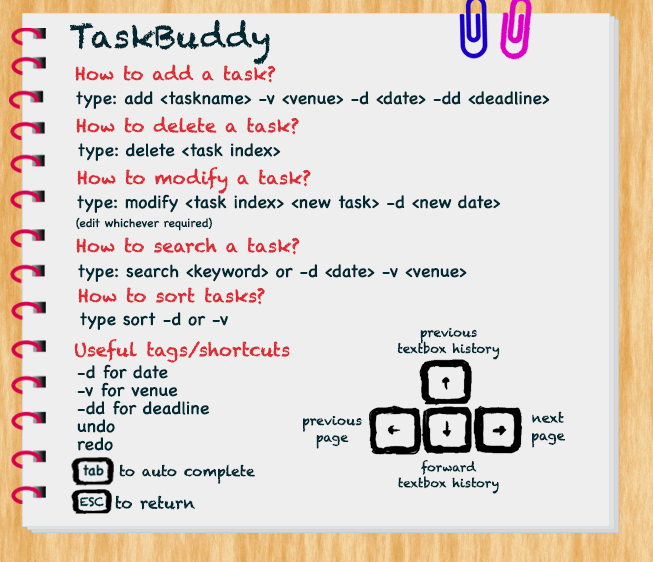 TaskBuddy
How to add a task?
type: add <taskname> -v <venue> -d <date> -dd <deadline>
How to delete a task?
type: delete <task index>
How to modify a task?
type: modify <task index> <new task> -d <new date>
(edit whichever required)
How to search a task?
type: search <keyword> or -d <date> -v <venue>
How to sort tasks?
type sort -d or -v
Useful tags/shortcuts
-d for date
-v for venue
-dd for deadline
undo
redo
tab to auto complete
ESC to return
previous
textbox history
↑
previous
page
← ↓ →
next
page
forward
textbox history